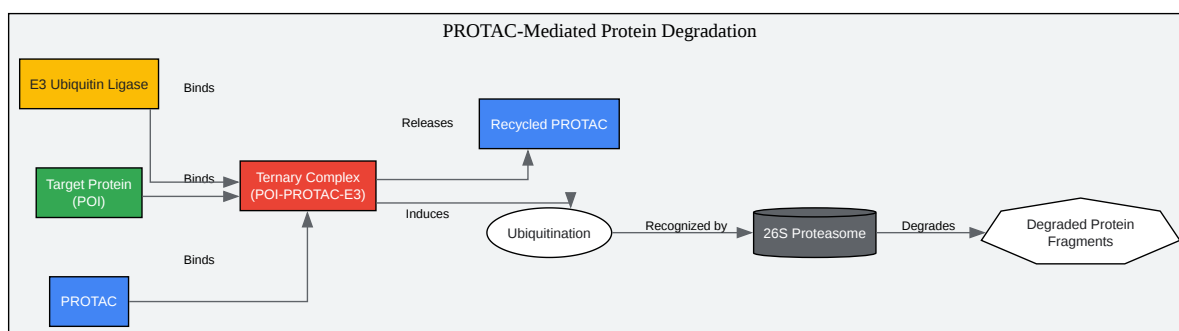 PROTAC-Mediated Protein Degradation
E3 Ubiquitin Ligase
Binds
Releases
Recycled PROTAC
Target Protein
(POI)
Binds
Ternary Complex
(POI-PROTAC-E3)
Induces
Ubiquitination
Recognized by
26S Proteasome
Degrades
Degraded Protein
Fragments
Binds
PROTAC